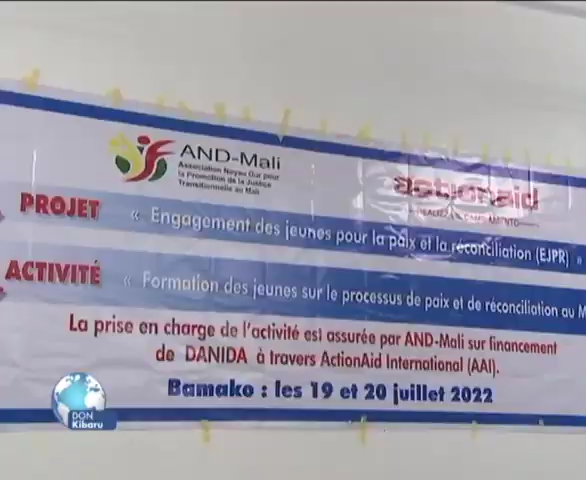 AND-Mali
Association Noyau Dur pour
la Promotion de la Justice
Transitionnelle au Mali
actionaid
PROJET « Engagement des jeunes pour la paix et la réconciliation (EJPR) »
ACTIVITÉ « Formation des jeunes sur le processus de paix et de réconciliation au M
La prise en charge de l'activité est assurée par AND-Mali sur financement
de DANIDA à travers ActionAid International (AAI).
Bamako : les 19 et 20 juillet 2022
DON
Kibaru